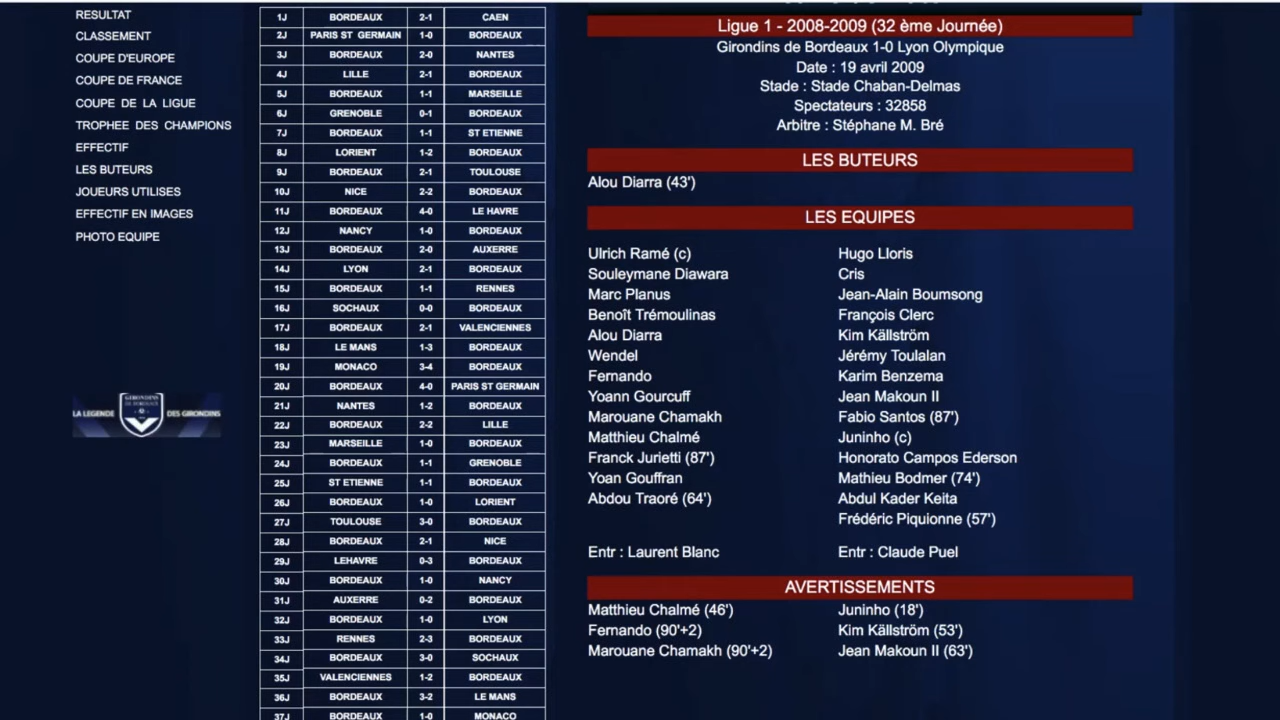 RESULTAT
CLASSEMENT
COUPE D'EUROPE
COUPE DE FRANCE
COUPE DE LA LIGUE
TROPHEE DES CHAMPIONS
EFFECTIF
LES BUTEURS
JOUEURS UTILISES
EFFECTIF EN IMAGES
PHOTO EQUIPE
LA LEGENDE GIRONDINS DE BORDEAUX DES GIRONDINS
1J BORDEAUX 2-1 CAEN
2J PARIS ST GERMAIN 1-0 BORDEAUX
3J BORDEAUX 2-0 NANTES
4J LILLE 2-1 BORDEAUX
5J BORDEAUX 1-1 MARSEILLE
6J GRENOBLE 0-1 BORDEAUX
7J BORDEAUX 1-1 ST ETIENNE
8J LORIENT 1-2 BORDEAUX
9J BORDEAUX 2-1 TOULOUSE
10J NICE 2-2 BORDEAUX
11J BORDEAUX 4-0 LE HAVRE
12J NANCY 1-0 BORDEAUX
13J BORDEAUX 2-0 AUXERRE
14J LYON 2-1 BORDEAUX
15J BORDEAUX 1-1 RENNES
16J SOCHAUX 0-0 BORDEAUX
17J BORDEAUX 2-1 VALENCIENNES
18J LE MANS 1-3 BORDEAUX
19J MONACO 3-4 BORDEAUX
20J BORDEAUX 4-0 PARIS ST GERMAIN
21J NANTES 1-2 BORDEAUX
22J BORDEAUX 2-2 LILLE
23J MARSEILLE 1-0 BORDEAUX
24J BORDEAUX 1-1 GRENOBLE
25J ST ETIENNE 1-1 BORDEAUX
26J BORDEAUX 1-0 LORIENT
27J TOULOUSE 3-0 BORDEAUX
28J BORDEAUX 2-1 NICE
29J LEHAVRE 0-3 BORDEAUX
30J BORDEAUX 1-0 NANCY
31J AUXERRE 0-2 BORDEAUX
32J BORDEAUX 1-0 LYON
33J RENNES 2-3 BORDEAUX
34J BORDEAUX 3-0 SOCHAUX
35J VALENCIENNES 1-2 BORDEAUX
36J BORDEAUX 3-2 LE MANS
37J BORDEAUX 1-0 MONACO
Ligue 1 - 2008-2009 (32 ème Journée)
Girondins de Bordeaux 1-0 Lyon Olympique
Date : 19 avril 2009
Stade : Stade Chaban-Delmas
Spectateurs : 32858
Arbitre : Stéphane M. Bré
LES BUTEURS
Alou Diarra (43')
LES EQUIPES
Ulrich Ramé (c) Hugo Lloris
Souleymane Diawara Cris
Marc Planus Jean-Alain Boumsong
Benoît Trémoulinas François Clerc
Alou Diarra Kim Källström
Wendel Jérémy Toulalan
Fernando Karim Benzema
Yoann Gourcuff Jean Makoun II
Marouane Chamakh Fabio Santos (87')
Matthieu Chalmé Juninho (c)
Franck Jurietti (87') Honorato Campos Ederson
Yoan Gouffran Mathieu Bodmer (74')
Abdou Traoré (64') Abdul Kader Keita
Frédéric Piquionne (57')
Entr : Laurent Blanc Entr : Claude Puel
AVERTISSEMENTS
Matthieu Chalmé (46') Juninho (18')
Fernando (90'+2) Kim Källström (53')
Marouane Chamakh (90'+2) Jean Makoun II (63')